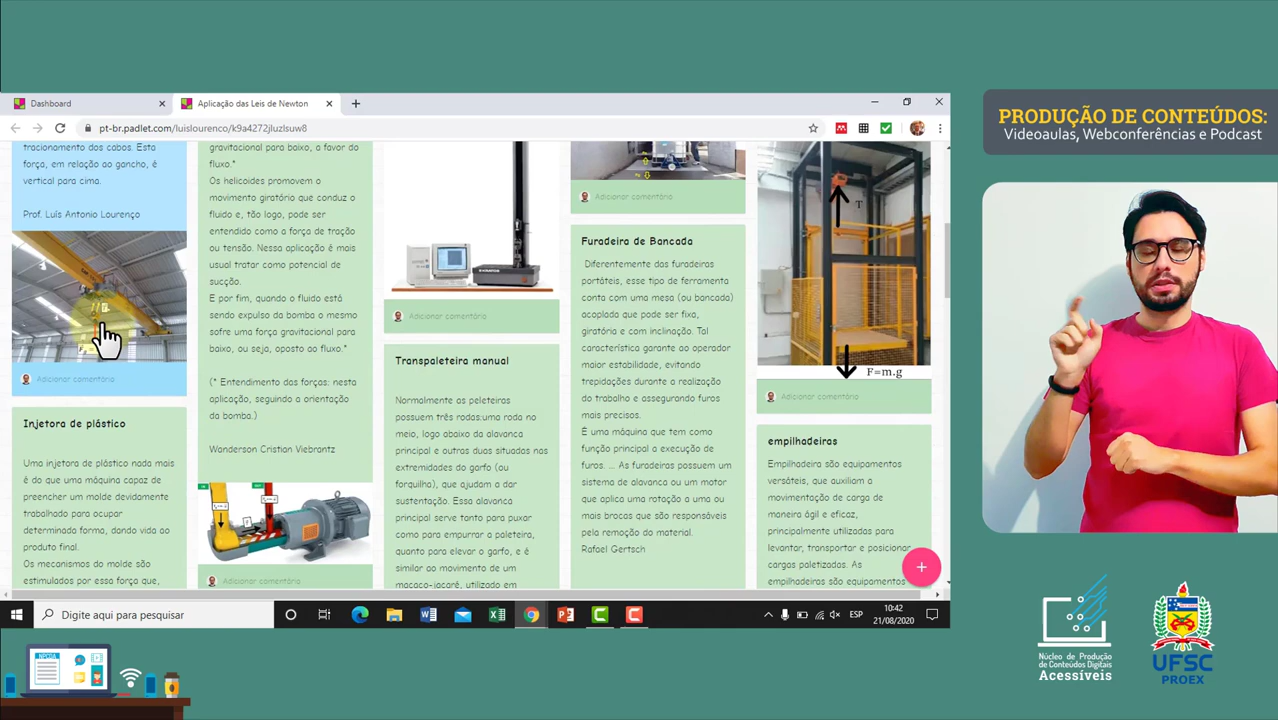 Dashboard
Aplicação das Leis de Newton
pt-br.padlet.com/luislourenco/k9a4272jluzlsuw8
tracionamento dos cabos. Esta
força, em relação ao gancho, é
vertical para cima.
Prof. Luís Antonio Lourenço
Adicionar comentário
Injetora de plástico
Uma injetora de plástico nada mais
é do que uma máquina capaz de
preencher um molde devidamente
trabalhado para ocupar
determinada forma, dando vida ao
produto final.
Os mecanismos do molde são
estimulados por essa força que,
gravitacional para baixo, a favor do
fluxo.*
Os helicoides promovem o
movimento giratório que conduz o
fluido e, tão logo, pode ser
entendido como a força de tração
ou tensão. Nessa aplicação é mais
usual tratar como potencial de
sucção.
E por fim, quando o fluido está
sendo expulso da bomba o mesmo
sofre uma força gravitacional para
baixo, ou seja, oposto ao fluxo.*
(* Entendimento das forças: nesta
aplicação, seguindo a orientação
da bomba.)
Wanderson Cristian Viebrantz
Adicionar comentário
Adicionar comentário
Transpaleteira manual
Normalmente as peleteiras
possuem três rodas:uma roda no
meio, logo abaixo da alavanca
principal e outras duas situadas nas
extremidades do garfo (ou
forquilha), que ajudam a dar
sustentação. Essa alavanca
principal serve tanto para puxar
como para empurrar a paleteira,
quanto para elevar o garfo, e é
similar ao movimento de um
macaco-jacaré, utilizado em
Adicionar comentário
Furadeira de Bancada
Diferentemente das furadeiras
portáteis, esse tipo de ferramenta
conta com uma mesa (ou bancada)
acoplada que pode ser fixa,
giratória e com inclinação. Tal
característica garante ao operador
maior estabilidade, evitando
trepidações durante a realização
do trabalho e assegurando furos
mais precisos.
É uma máquina que tem como
função principal a execução de
furos. ... As furadeiras possuem um
sistema de alavanca ou um motor
que aplica uma rotação a uma ou
mais brocas que são responsáveis
pela remoção do material.
Rafael Gertsch
T
F=m.g
Adicionar comentário
empilhadeiras
Empilhadeira são equipamentos
versáteis, que auxiliam a
movimentação de carga de
maneira ágil e eficaz,
principalmente utilizadas para
levantar, transportar e posicionar
cargas paletizadas. As
empilhadeiras são equipamentos
+
Digite aqui para pesquisar
ESP
10:42
21/08/2020
PRODUÇÃO DE CONTEÚDOS:
Videoaulas, Webconferências e Podcast
Núcleo de Produção
de Conteúdos Digitais
Acessíveis
UFSC
PROEX
NPCDA